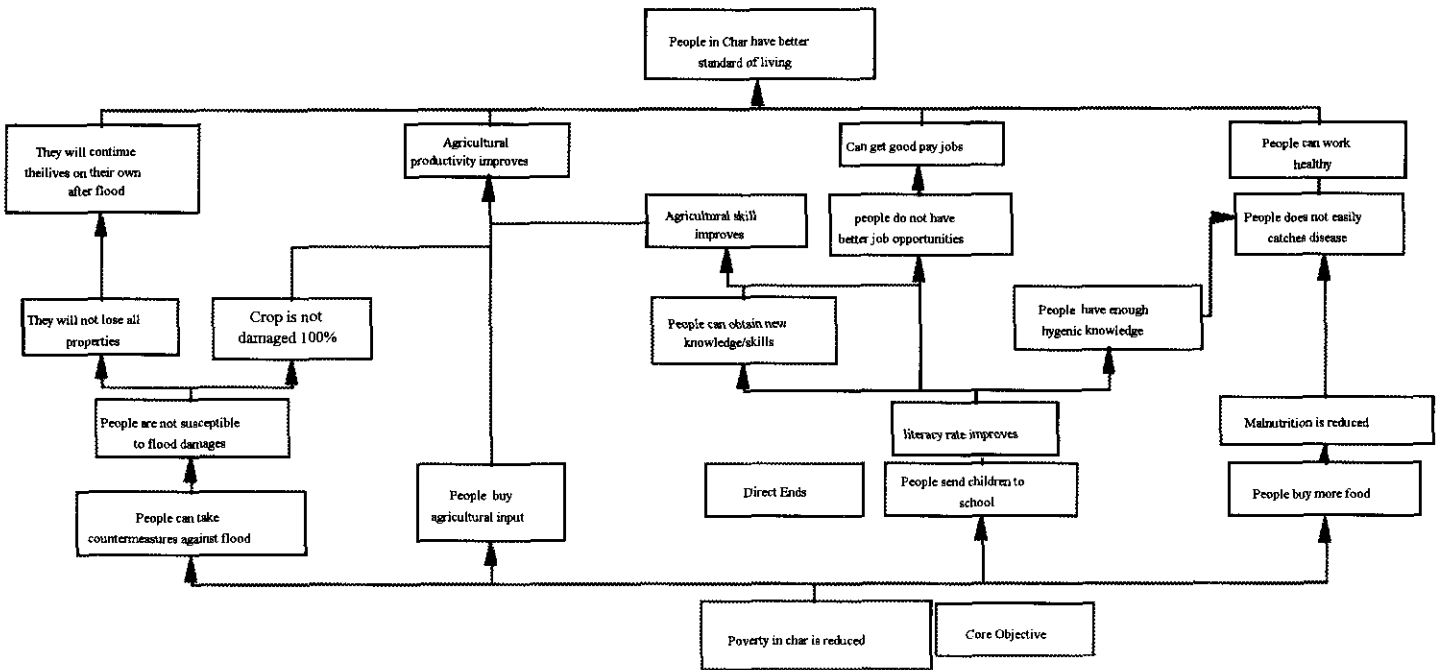 People in Char have better
standard of living
They will continue
theilives on their own
after flood
Agricultural
productivity improves
Can get good pay jobs
People can work
healthy
Agricultural skill
improves
people do not have
better job opportunities
People does not easily
catches disease
They will not lose all
properties
Crop is not
damaged 100%
People can obtain new
knowledge/skills
People have enough
hygenic knowledge
People are not susceptible
to flood damages
literacy rate improves
Malnutrition is reduced
People can take
countermeasures against flood
People buy
agricultural input
Direct Ends
People send children to
school
People buy more food
Poverty in char is reduced
Core Objective